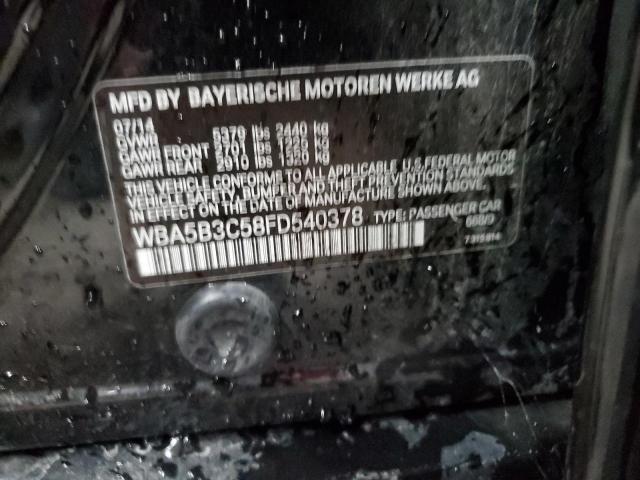 MFD BY BAYERISCHE MOTOREN WERKE AG
07/14
GVWR 5379 lbs 2440 kg
GAWR FRONT 2701 lbs 1225 kg
GAWR REAR 2910 lbs 1320 kg
THIS VEHICLE CONFORMS TO ALL APPLICABLE U.S. FEDERAL MOTOR
VEHICLE SAFETY, BUMPER AND THEFT PREVENTION STANDARDS
IN EFFECT ON THE DATE OF MANUFACTURE SHOWN ABOVE.
WBA5B3C58FD540378 TYPE: PASSENGER CAR